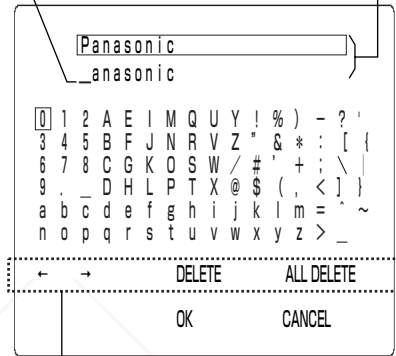 Panasonic
_anasonic
0 1 2 A E I M Q U Y ! % ) - ? '
3 4 5 B F J N R V Z " & * : [ {
6 7 8 C G K O S W / # ' + ; \ |
9 . _ D H L P T X @ $ ( , < ] }
a b c d e f g h i j k l m = ^ ~
n o p q r s t u v w x y z > _
← → DELETE ALL DELETE
OK CANCEL